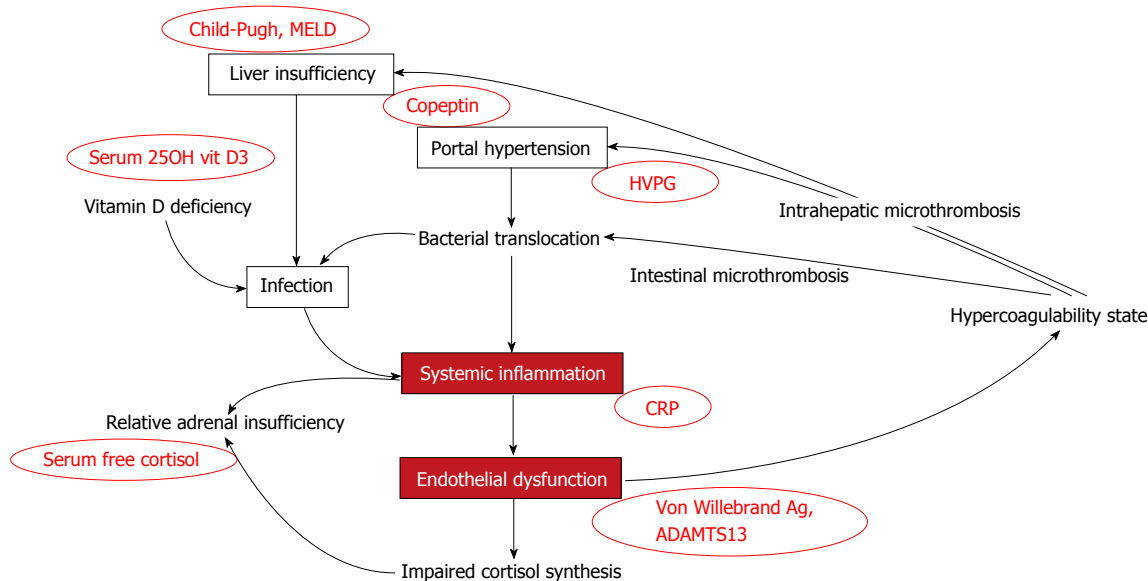 Child-Pugh, MELD
Liver insufficiency
Copeptin
Portal hypertension
Serum 25OH vit D3
HVPG
Vitamin D deficiency
Intrahepatic microthrombosis
Bacterial translocation
Intestinal microthrombosis
Infection
Hypercoagulability state
Systemic inflammation
CRP
Relative adrenal insufficiency
Serum free cortisol
Endothelial dysfunction
Von Willebrand Ag,
ADAMTS13
Impaired cortisol synthesis